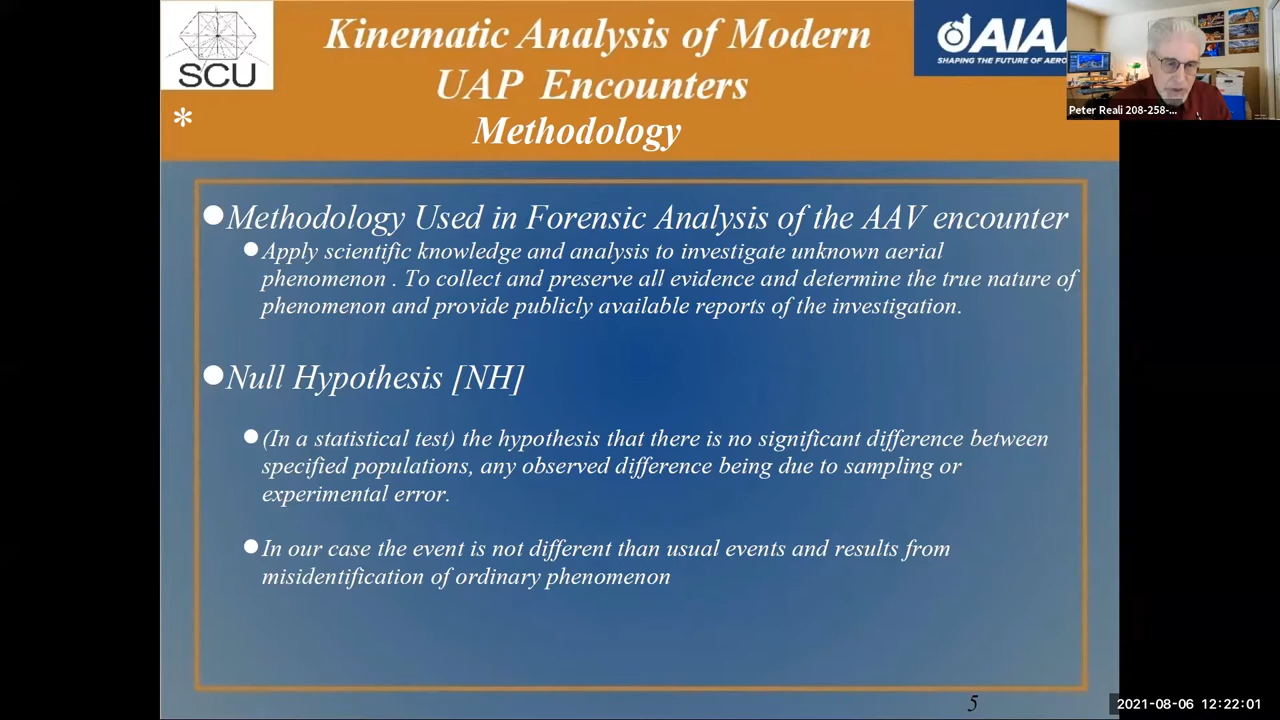 SCU
Kinematic Analysis of Modern
UAP Encounters
Methodology
*
AIAA
SHAPING THE FUTURE OF AERO
Peter Reali 208-258-...
●Methodology Used in Forensic Analysis of the AAV encounter
●Apply scientific knowledge and analysis to investigate unknown aerial
phenomenon . To collect and preserve all evidence and determine the true nature of
phenomenon and provide publicly available reports of the investigation.
●Null Hypothesis [NH]
●(In a statistical test) the hypothesis that there is no significant difference between
specified populations, any observed difference being due to sampling or
experimental error.
●In our case the event is not different than usual events and results from
misidentification of ordinary phenomenon
5
2021-08-06 12:22:01